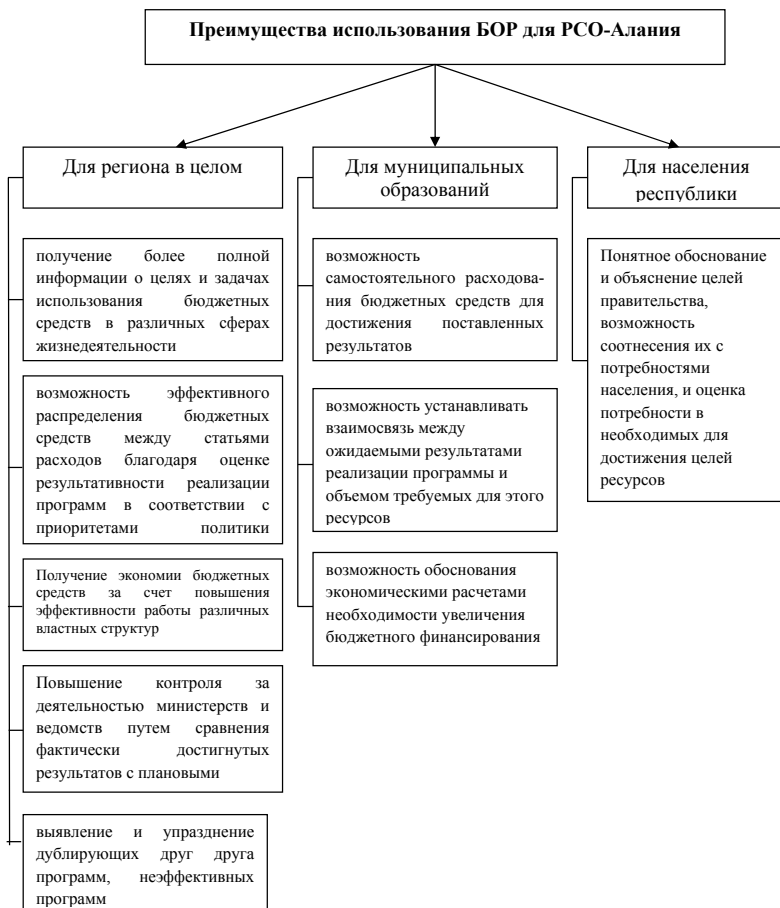 Преимущества использования БОР для РСО-Алания
Для региона в целом
получение более полной
информации о целях и задачах
использования бюджетных
средств в различных сферах
жизнедеятельности
возможность эффективного
распределения бюджетных
средств между статьями
расходов благодаря оценке
результативности реализации
программ в соответствии с
приоритетами политики
Получение экономии бюджетных
средств за счет повышения
эффективности работы различных
властных структур
Повышение контроля за
деятельностью министерств и
ведомств путем сравнения
фактически достигнутых
результатов с плановыми
выявление и упразднение
дублирующих друг друга
программ, неэффективных
программ
Для муниципальных
образований
возможность
самостоятельного расходова-
ния бюджетных средств для
достижения поставленных
результатов
возможность устанавливать
взаимосвязь между
ожидаемыми результатами
реализации программы и
объемом требуемых для этого
ресурсов
возможность обоснования
экономическими расчетами
необходимости увеличения
бюджетного финансирования
Для населения
республики
Понятное обоснование
и объяснение целей
правительства,
возможность
соотнесения их с
потребностями
населения, и оценка
потребности в
необходимых для
достижения целей
ресурсов